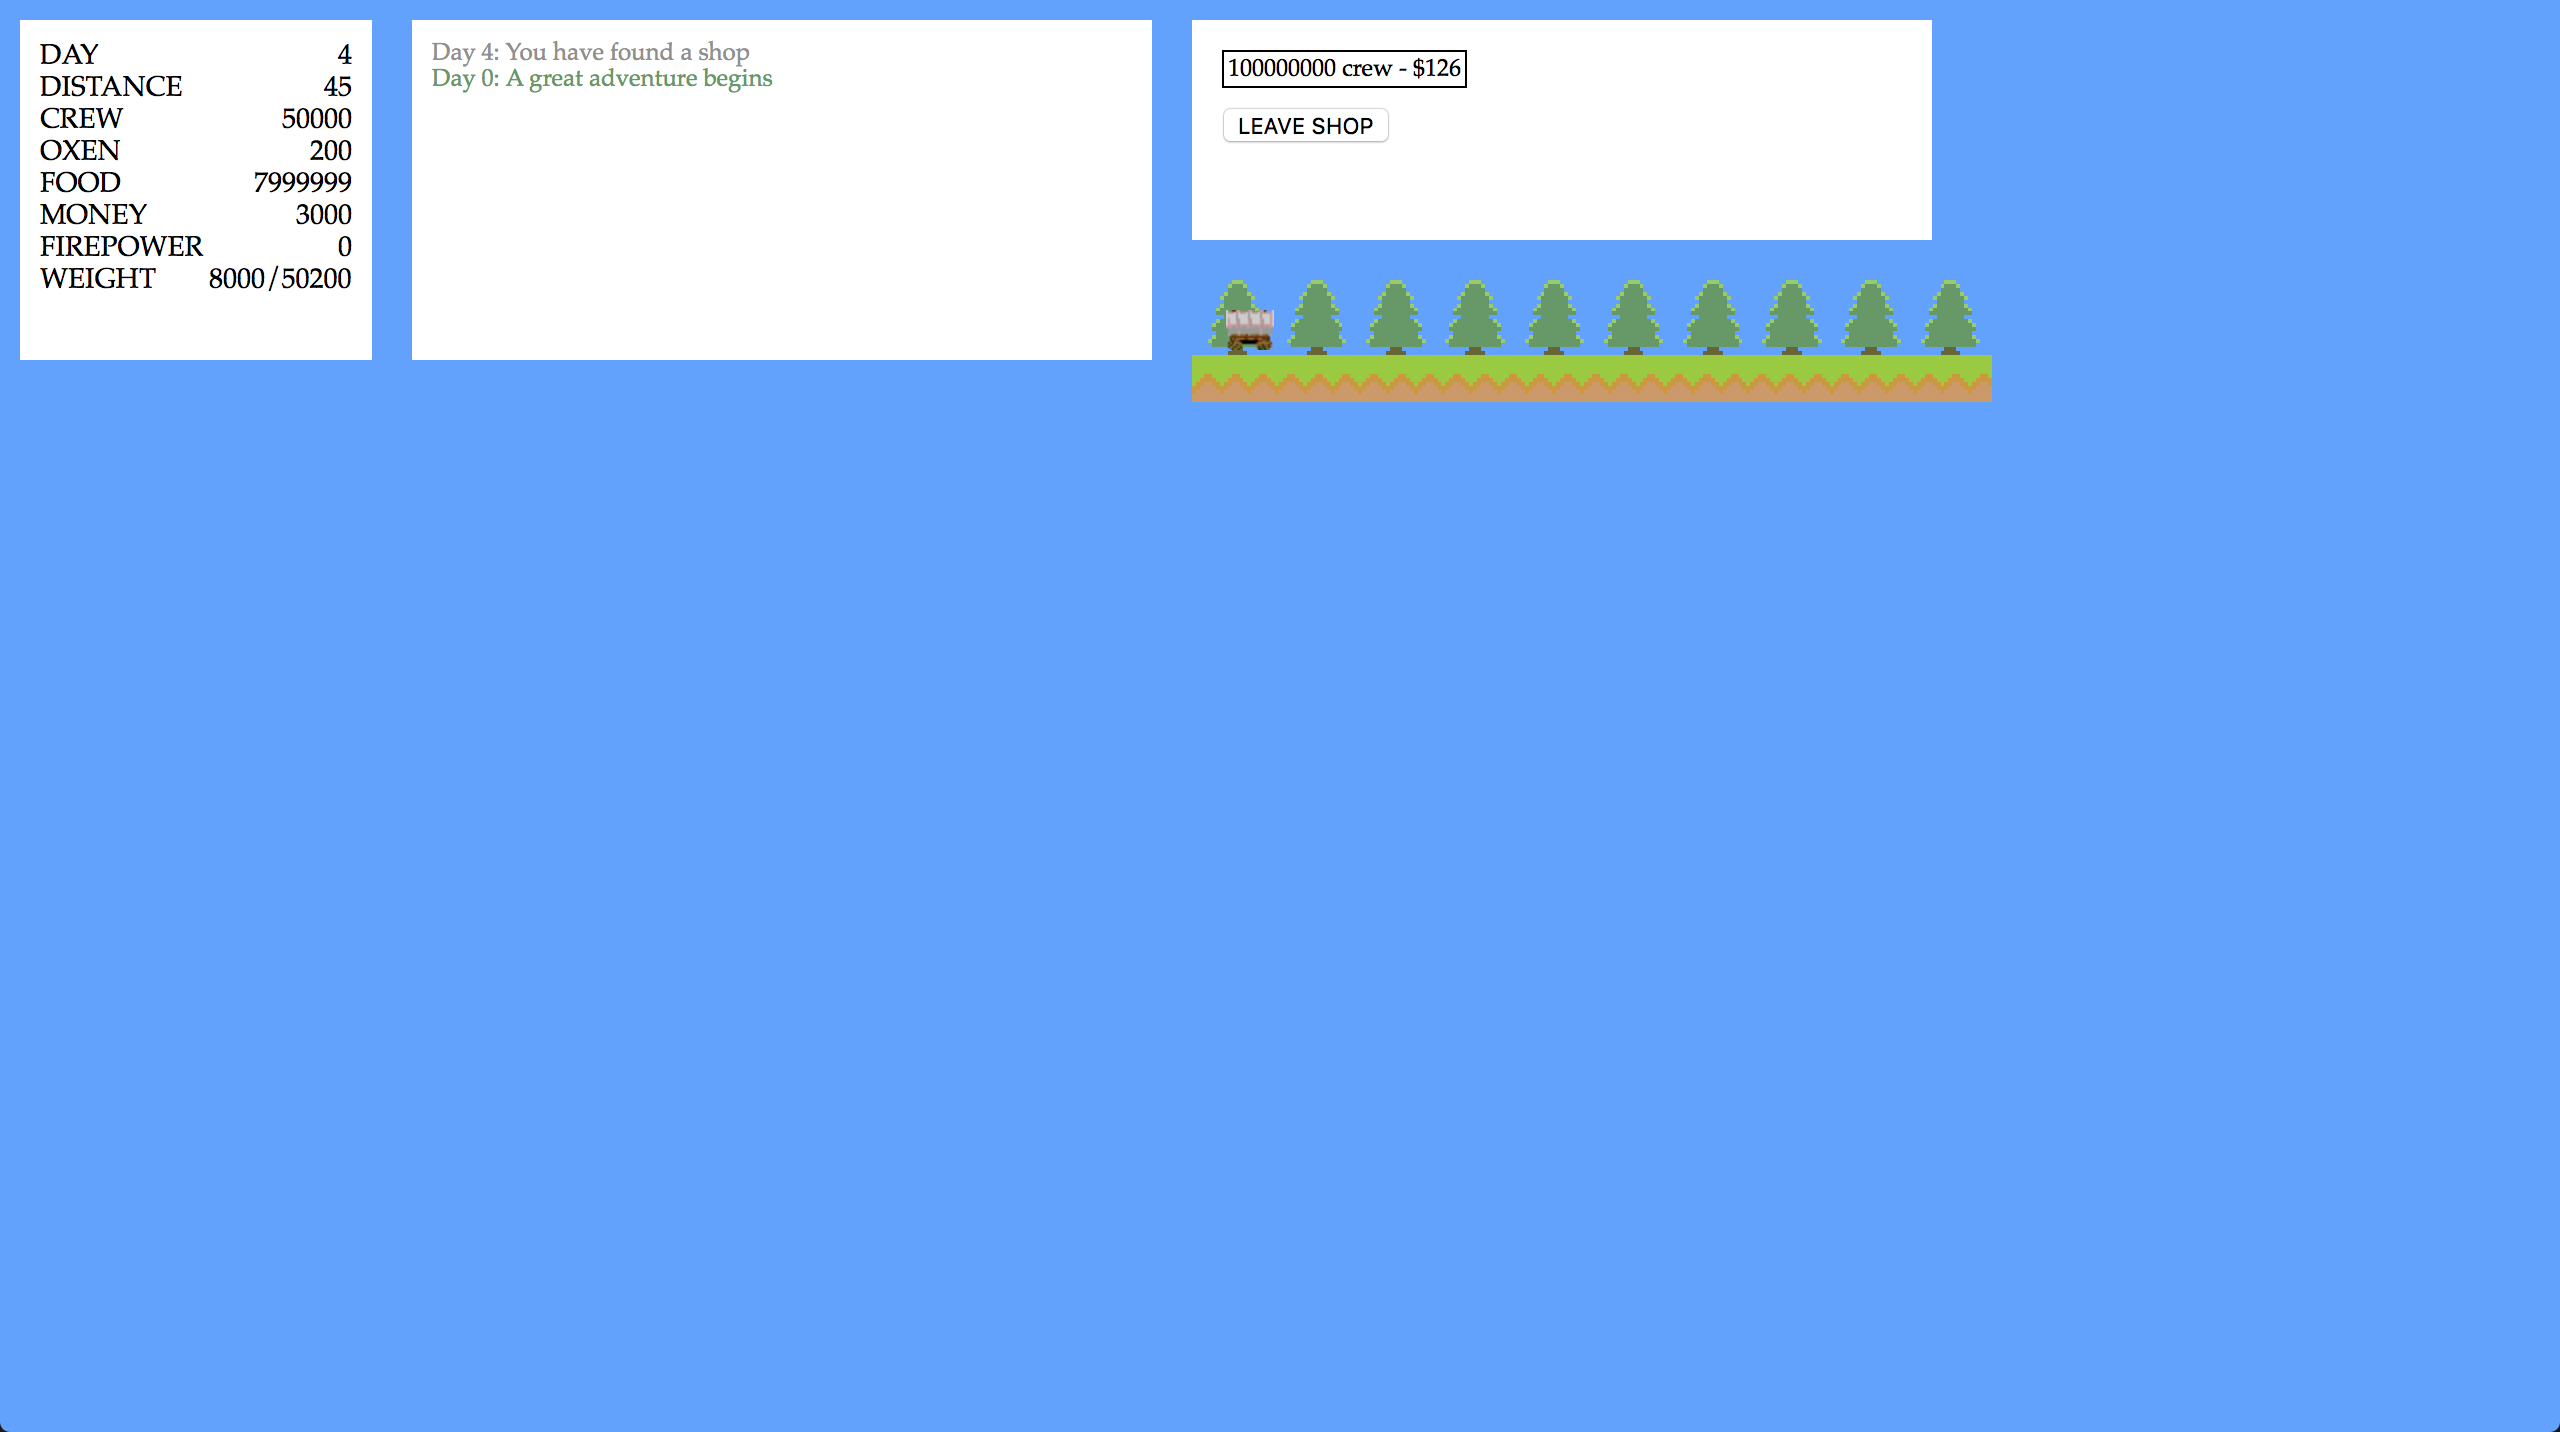 DAY 4
DISTANCE 45
CREW 50000
OXEN 200
FOOD 7999999
MONEY 3000
FIREPOWER 0
WEIGHT 8000/50200
Day 4: You have found a shop
Day 0: A great adventure begins
100000000 crew - $126
LEAVE SHOP